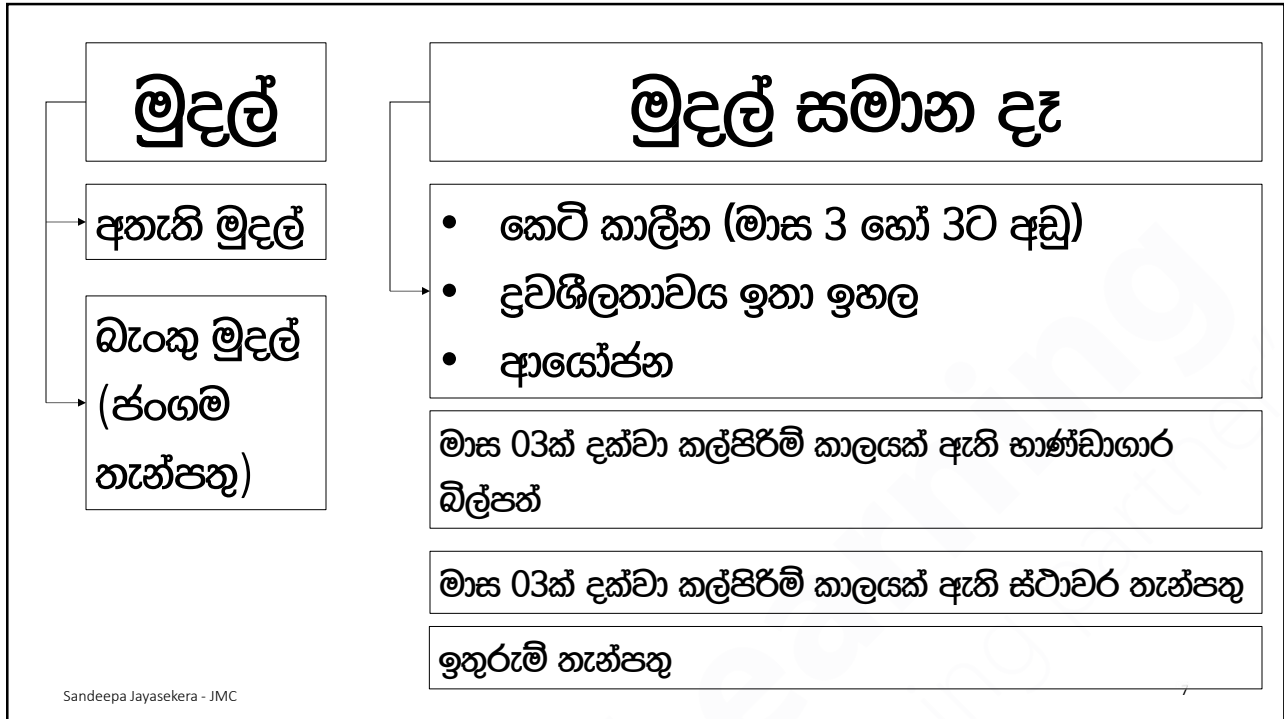 මුදල්
අතැති මුදල්
බැංකු මුදල්
(ජංගම
තැන්පතු)
මුදල් සමාන දෑ
• කෙටි කාලීන (මාස 3 හෝ 3ට අඩු)
• ද්‍රවශීලතාවය ඉතා ඉහල
• ආයෝජන
මාස 03ක් දක්වා කල්පිරිමි කාලයක් ඇති භාණ්ඩාගාර
බිල්පත්
මාස 03ක් දක්වා කල්පිරිමි කාලයක් ඇති ස්ථාවර තැන්පතු
ඉතුරුම් තැන්පතු
Sandeepa Jayasekera - JMC
7